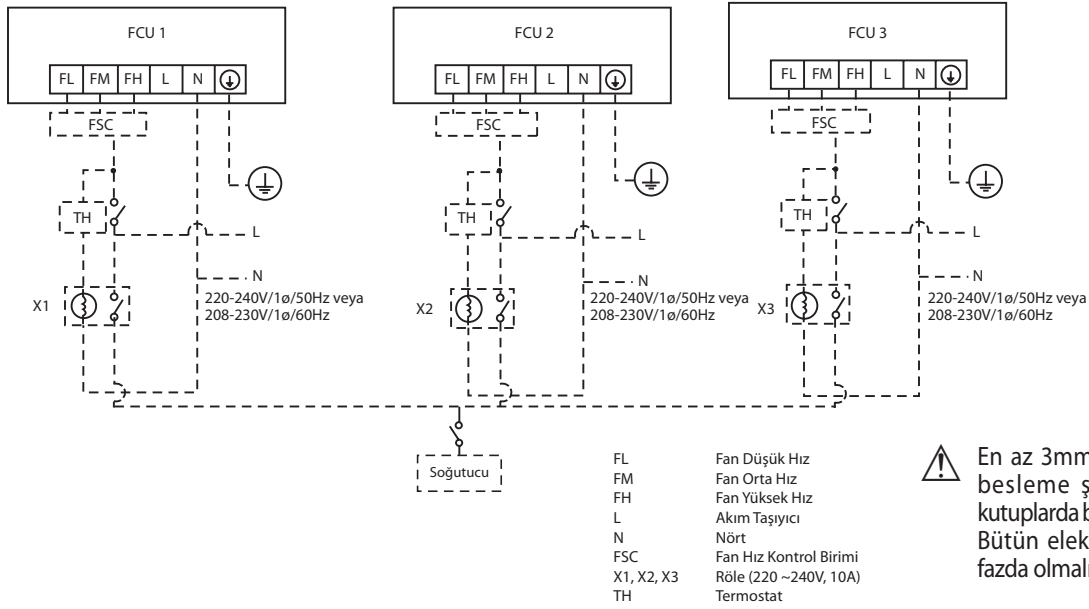 FCU 1
FL FM FH L N
FSC
TH
L
N
X1
220-240V/1ø/50Hz veya
208-230V/1ø/60Hz
FCU 2
FL FM FH L N
FSC
TH
L
N
X2
220-240V/1ø/50Hz veya
208-230V/1ø/60Hz
FCU 3
FL FM FH L N
FSC
TH
L
N
X3
220-240V/1ø/50Hz veya
208-230V/1ø/60Hz
Soğutucu
FL Fan Düşük Hız
FM Fan Orta Hız
FH Fan Yüksek Hız
L Akım Taşıyıcı
N Nört
FSC Fan Hız Kontrol Birimi
X1, X2, X3 Röle (220 ~240V, 10A)
TH Termostat
En az 3mm
besleme ş
kutuplarda b
Bütün elek
fazda olmalı